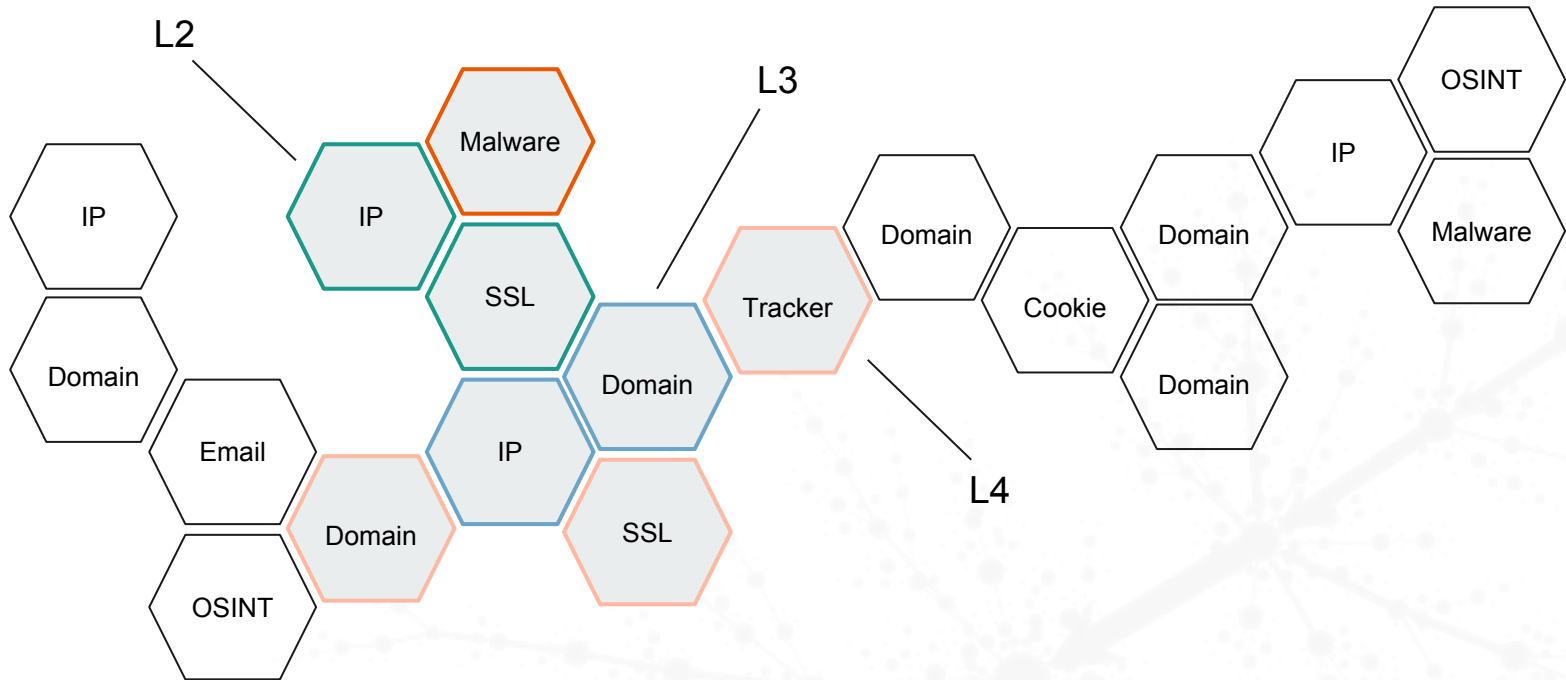 L2
L3
OSINT
Malware
IP
IP
IP
Domain
Domain
Malware
SSL
Tracker
Cookie
Domain
Domain
Domain
Email
IP
L4
Domain
SSL
OSINT